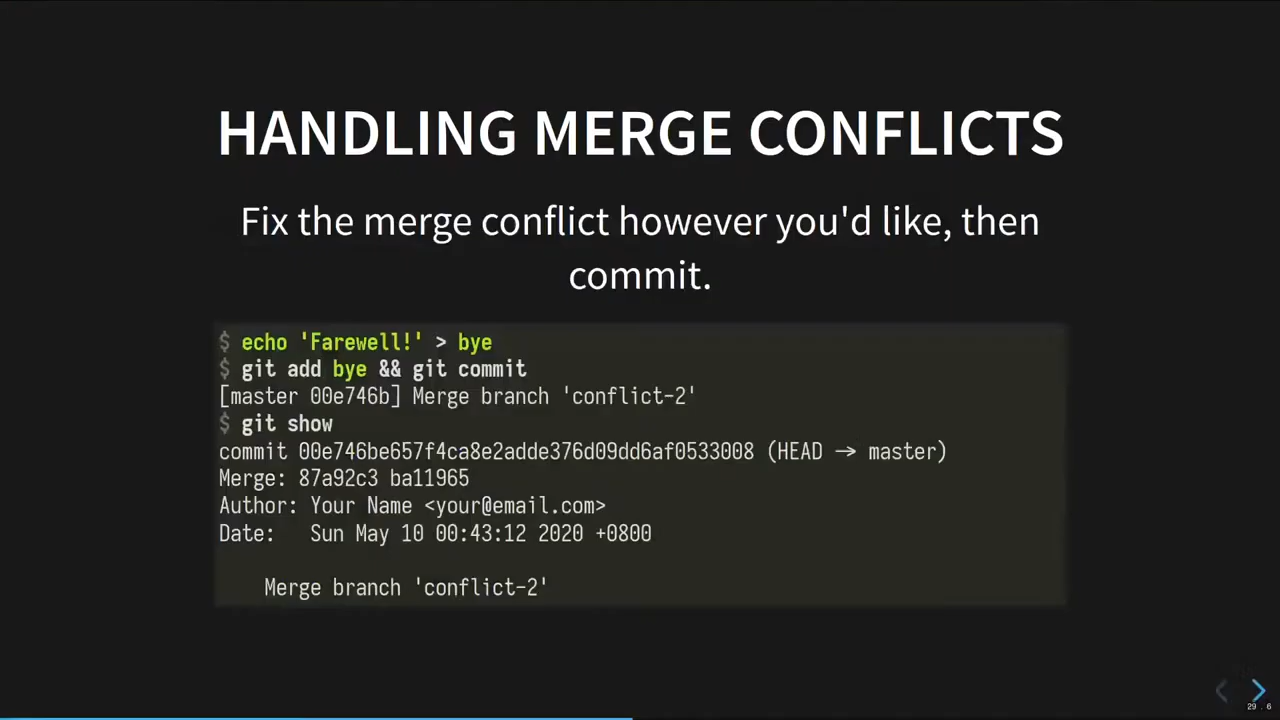 HANDLING MERGE CONFLICTS
Fix the merge conflict however you'd like, then
commit.
$ echo 'Farewell!' > bye
$ git add bye && git commit
[master 00e746b] Merge branch 'conflict-2'
$ git show
commit 00e746be657f4ca8e2adde376d09dd6af0533008 (HEAD → master)
Merge: 87a92c3 ba11965
Author: Your Name <your@email.com>
Date:   Sun May 10 00:43:12 2020 +0800
    Merge branch 'conflict-2'
29 . 6